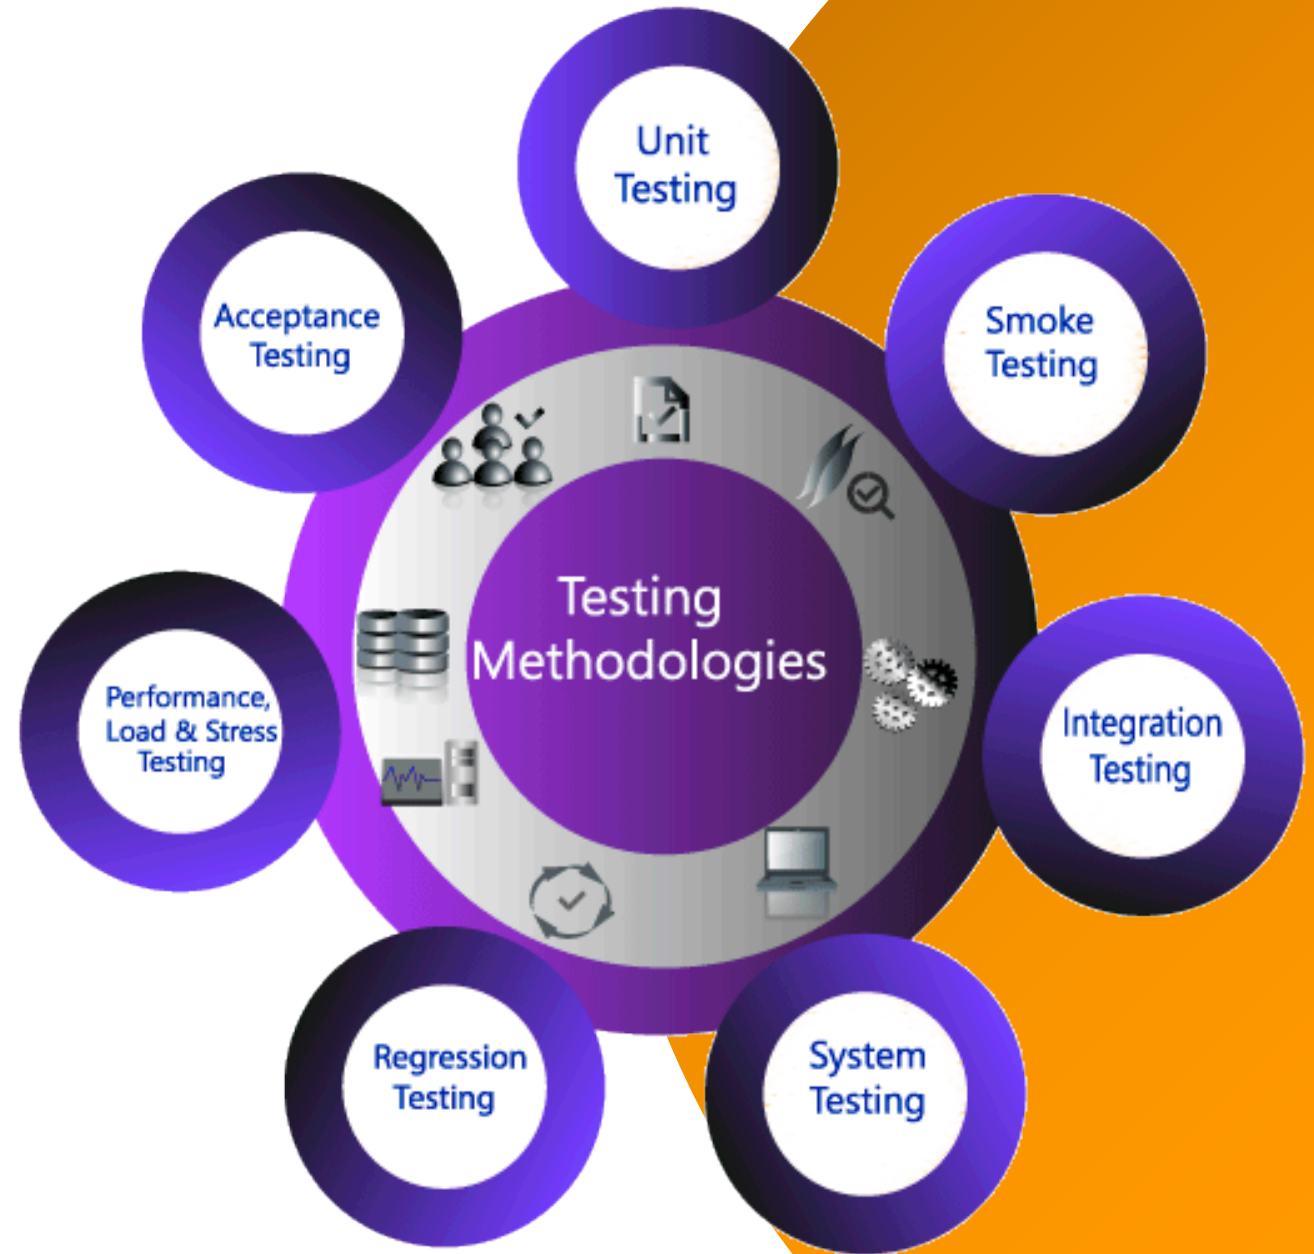 Unit
Testing
Smoke
Testing
Integration
Testing
System
Testing
Regression
Testing
Performance,
Load & Stress
Testing
Acceptance
Testing
Testing
Methodologies